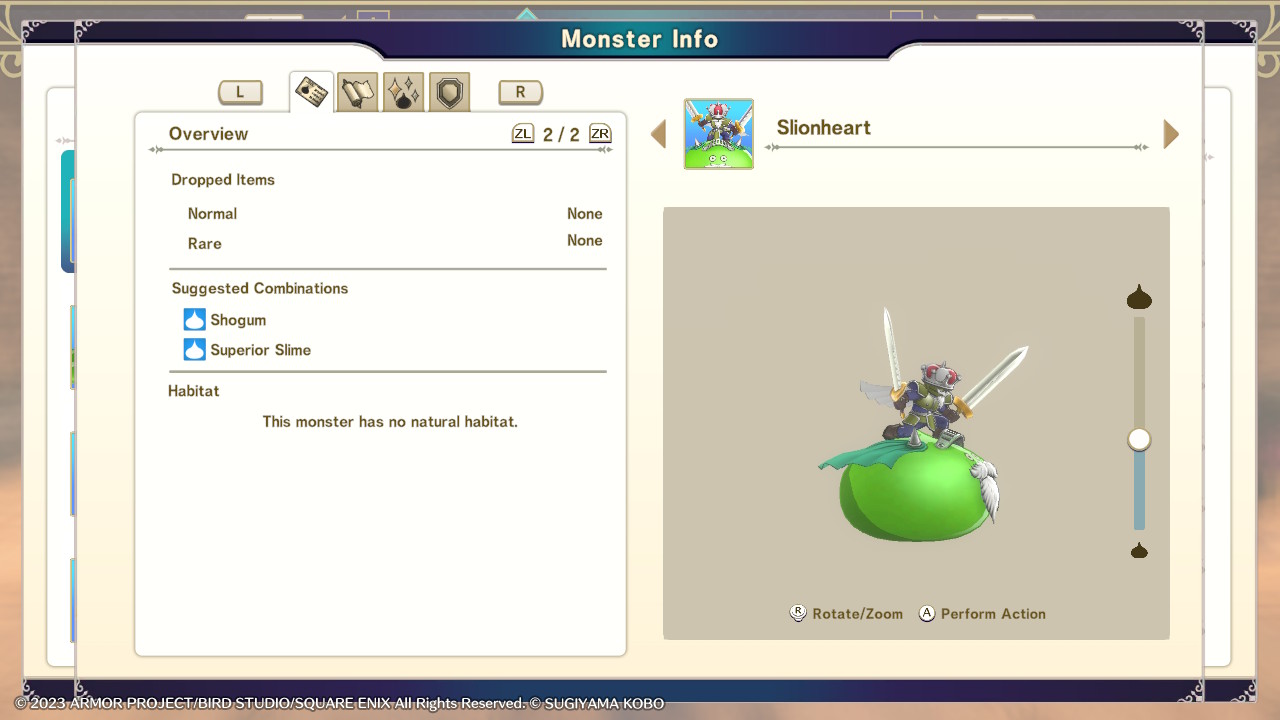 Monster Info
L
R
Overview
ZL 2 / 2 ZR
Slionheart
Dropped Items
Normal None
Rare None
Suggested Combinations
Shogum
Superior Slime
Habitat
This monster has no natural habitat.
R Rotate/Zoom A Perform Action
© 2023 ARMOR PROJECT/BIRD STUDIO/SQUARE ENIX All Rights Reserved. © SUGIYAMA KOBO